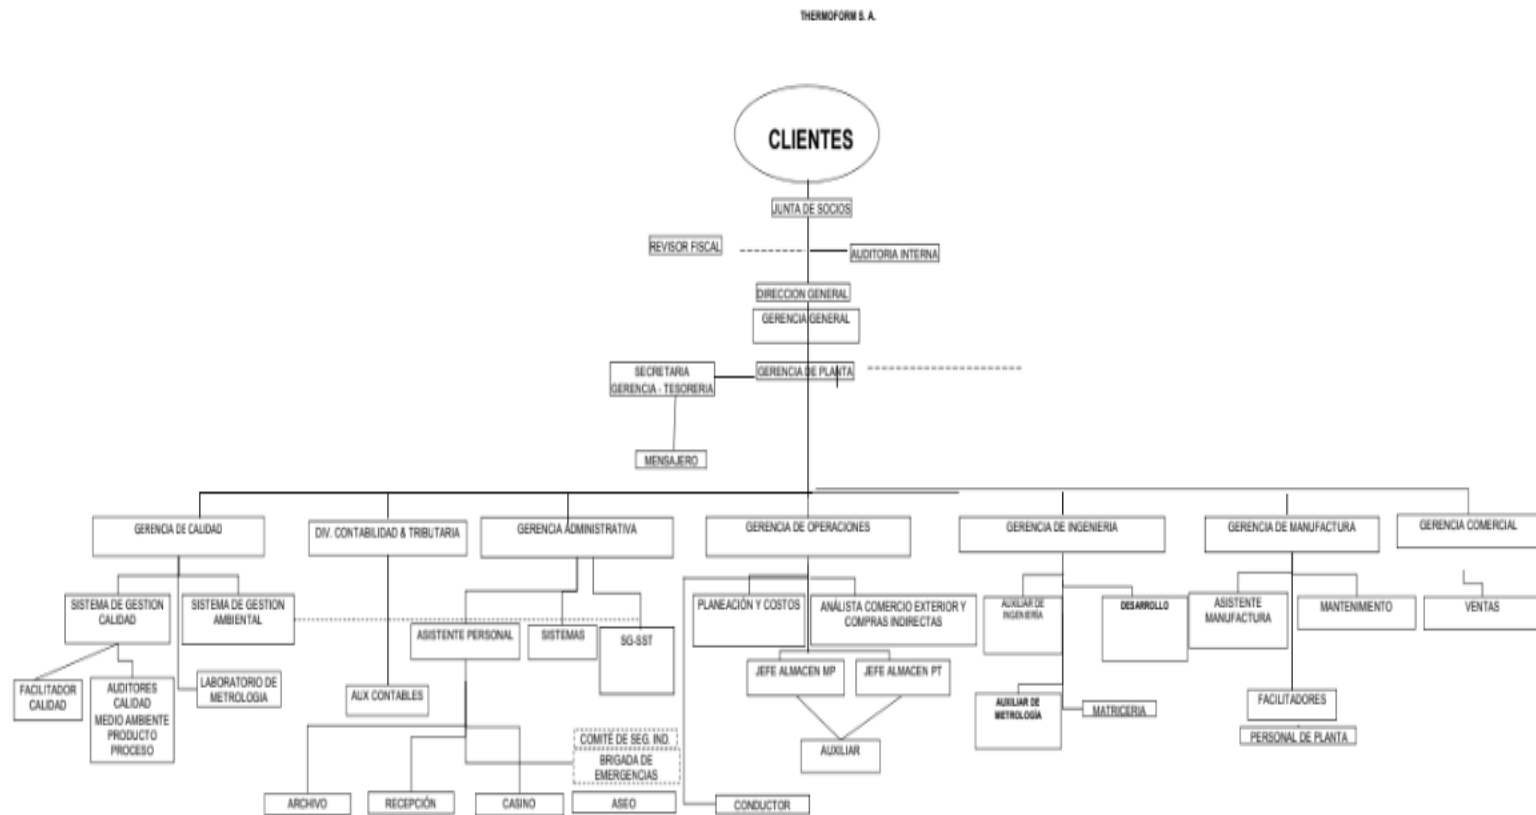 THERMOFORM S. A.
CLIENTES
JUNTA DE SOCIOS
REVISOR FISCAL
AUDITORIA INTERNA
DIRECCION GENERAL
GERENCIA GENERAL
SECRETARIA
GERENCIA - TESORERIA
GERENCIA DE PLANTA
MENSAJERO
GERENCIA DE CALIDAD
DIV. CONTABILIDAD & TRIBUTARIA
GERENCIA ADMINISTRATIVA
GERENCIA DE OPERACIONES
GERENCIA DE INGENIERIA
GERENCIA DE MANUFACTURA
GERENCIA COMERCIAL
SISTEMA DE GESTION
CALIDAD
SISTEMA DE GESTION
AMBIENTAL
ASISTENTE PERSONAL
SISTEMAS
SG-SST
PLANEACIÓN Y COSTOS
ANÁLISTA COMERCIO EXTERIOR Y
COMPRAS INDIRECTAS
AUXILIAR DE
INGENIERÍA
DESARROLLO
ASISTENTE
MANUFACTURA
MANTENIMIENTO
VENTAS
FACILITADOR
CALIDAD
AUDITORES
CALIDAD
MEDIO AMBIENTE
PRODUCTO
PROCESO
LABORATORIO DE
METROLOGIA
AUX CONTABLES
JEFE ALMACEN MP
JEFE ALMACEN PT
AUXILIAR DE
METROLOGÍA
MATRICERIA
FACILITADORES
PERSONAL DE PLANTA
COMITÉ DE SEG. IND.
BRIGADA DE
EMERGENCIAS
AUXILIAR
ARCHIVO
RECEPCIÓN
CASINO
ASEO
CONDUCTOR